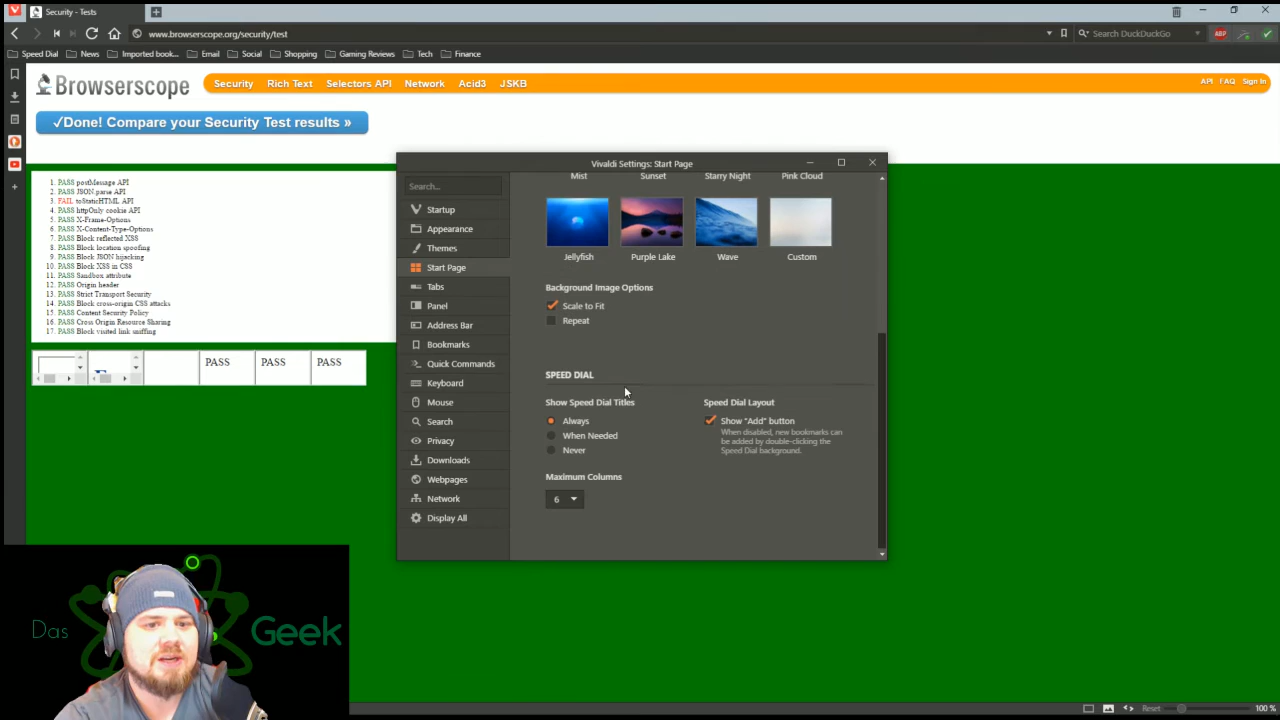 Security - Tests
www.browserscope.org/security/test
Search DuckDuckGo
ABP
Speed Dial
News
Imported book...
Email
Social
Shopping
Gaming Reviews
Tech
Finance
Browserscope
Security
Rich Text
Selectors API
Network
Acid3
JSKB
API
FAQ
Sign In
✓Done! Compare your Security Test results »
1. PASS postMessage API
2. PASS JSON.parse API
3. FAIL toStaticHTML API
4. PASS httpOnly cookie API
5. PASS X-Frame-Options
6. PASS X-Content-Type-Options
7. PASS Block reflected XSS
8. PASS Block location spoofing
9. PASS Block JSON hijacking
10. PASS Block XSS in CSS
11. PASS Sandbox attribute
12. PASS Origin header
13. PASS Strict Transport Security
14. PASS Block cross-origin CSS attacks
15. PASS Content Security Policy
16. PASS Cross Origin Resource Sharing
17. PASS Block visited link sniffing
PASS
PASS
PASS
Vivaldi Settings: Start Page
Search...
Startup
Appearance
Themes
Start Page
Tabs
Panel
Address Bar
Bookmarks
Quick Commands
Keyboard
Mouse
Search
Privacy
Downloads
Webpages
Network
Display All
Mist
Sunset
Starry Night
Pink Cloud
Jellyfish
Purple Lake
Wave
Custom
Background Image Options
Scale to Fit
Repeat
SPEED DIAL
Show Speed Dial Titles
Always
When Needed
Never
Maximum Columns
6
Speed Dial Layout
Show "Add" button
When disabled, new bookmarks can
be added by double-clicking the
Speed Dial background.
Das
Geek
Reset
100 %